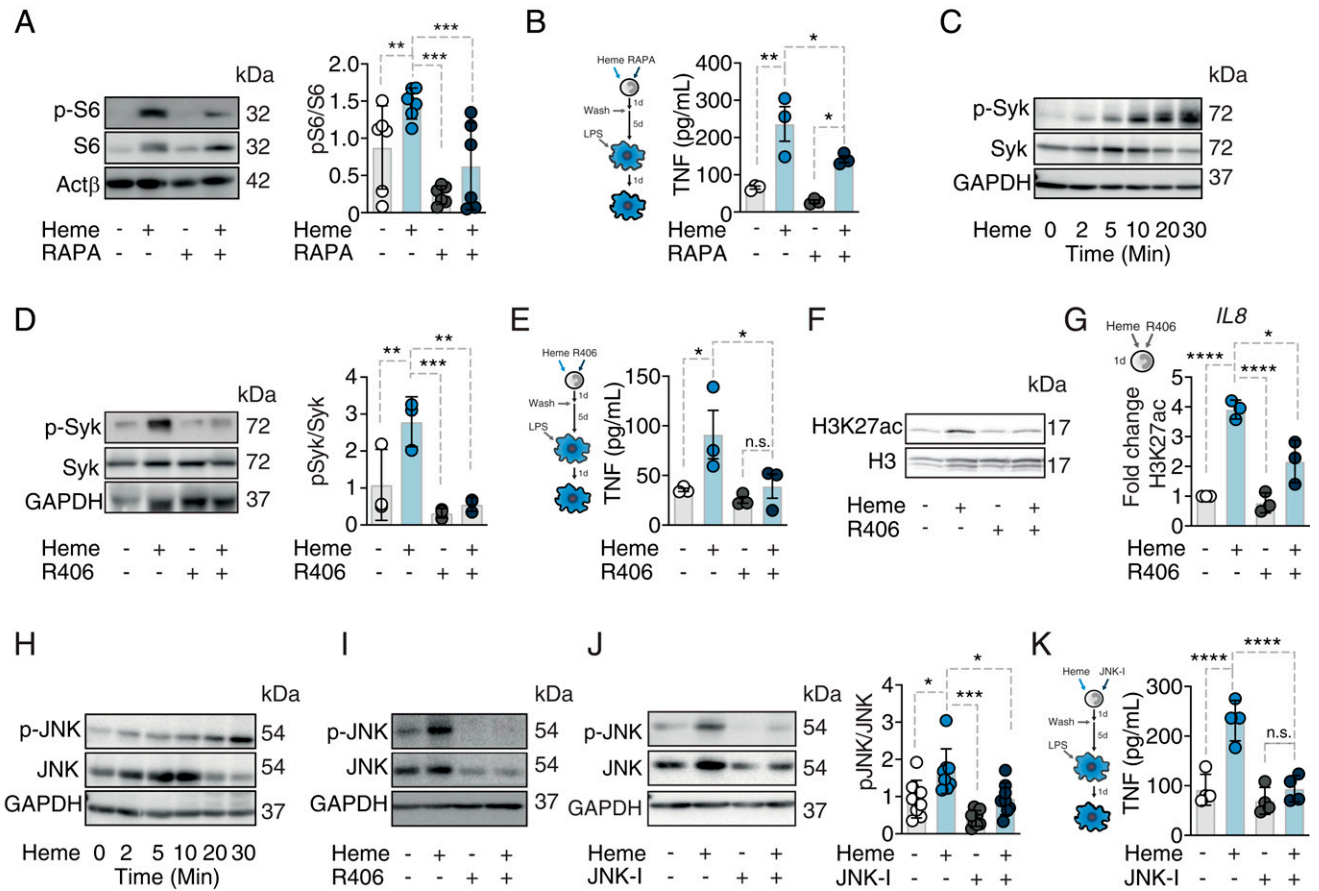 A
kDa
p-S6
32
S6
32
Actβ
42
Heme - + - +
RAPA - - + +
** *** ***
pS6/S6
2.0
1.5
1.0
0.5
0
Heme - + - +
RAPA - - + +
B
Heme RAPA
1d
Wash
5d
LPS
1d
** * *
TNF (pg/mL)
400
300
200
100
0
Heme - + - +
RAPA - - + +
C
kDa
p-Syk
72
Syk
72
GAPDH
37
Heme 0 2 5 10 20 30
Time (Min)
D
kDa
p-Syk
72
Syk
72
GAPDH
37
Heme - + - +
R406 - - + +
** *** **
pSyk/Syk
4
3
2
1
0
Heme - + - +
R406 - - + +
E
Heme R406
1d
Wash
5d
LPS
1d
* * n.s.
TNF (pg/mL)
150
100
50
0
Heme - + - +
R406 - - + +
F
kDa
H3K27ac
17
H3
17
Heme - + - +
R406 - - + +
G
Heme R406
1d
IL8
**** **** *
Fold change
H3K27ac
5
4
3
2
1
0
Heme - + - +
R406 - - + +
H
kDa
p-JNK
54
JNK
54
GAPDH
37
Heme 0 2 5 10 20 30
Time (Min)
I
kDa
p-JNK
54
JNK
54
GAPDH
37
Heme - + - +
R406 - - + +
J
kDa
p-JNK
54
JNK
54
GAPDH
37
Heme - + - +
JNK-I - - + +
* *** *
pJNK/JNK
4
3
2
1
0
Heme - + - +
JNK-I - - + +
K
Heme JNK-I
1d
Wash
5d
LPS
1d
**** **** n.s.
TNF (pg/mL)
300
200
100
0
Heme - + - +
JNK-I - - + +